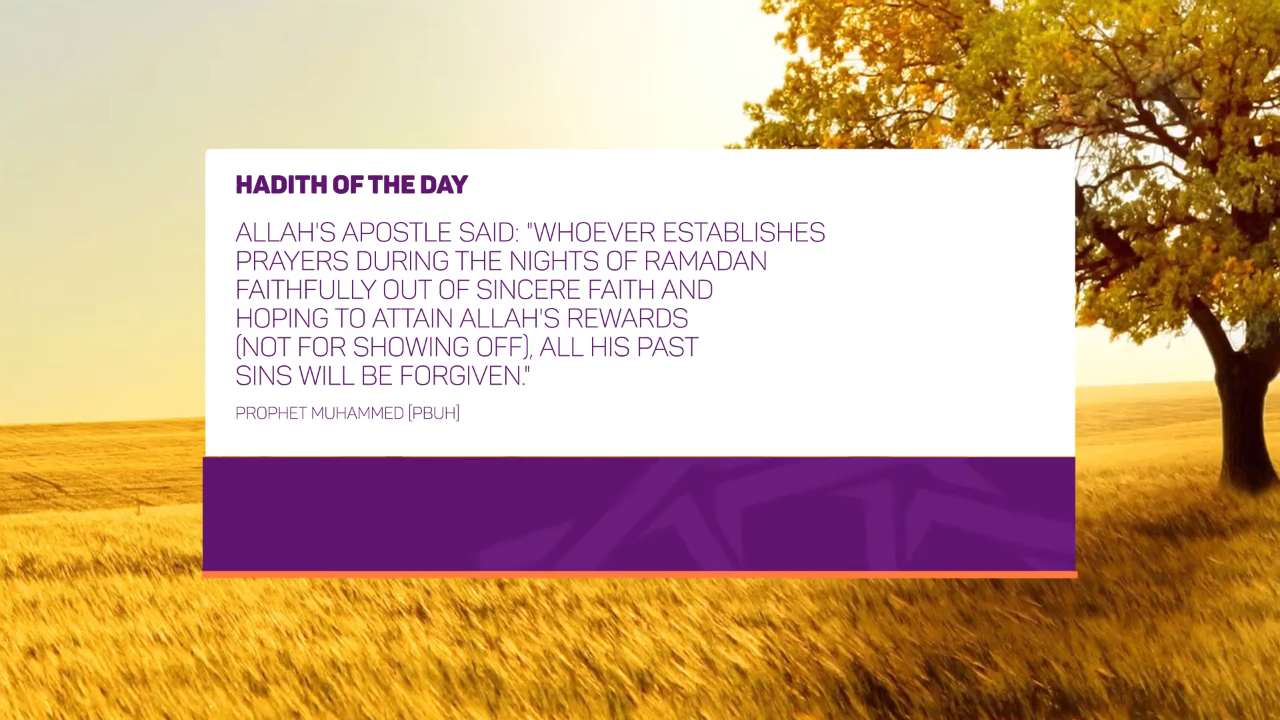 HADITH OF THE DAY
ALLAH'S APOSTLE SAID: "WHOEVER ESTABLISHES
PRAYERS DURING THE NIGHTS OF RAMADAN
FAITHFULLY OUT OF SINCERE FAITH AND
HOPING TO ATTAIN ALLAH'S REWARDS
(NOT FOR SHOWING OFF), ALL HIS PAST
SINS WILL BE FORGIVEN."
PROPHET MUHAMMED [PBUH]